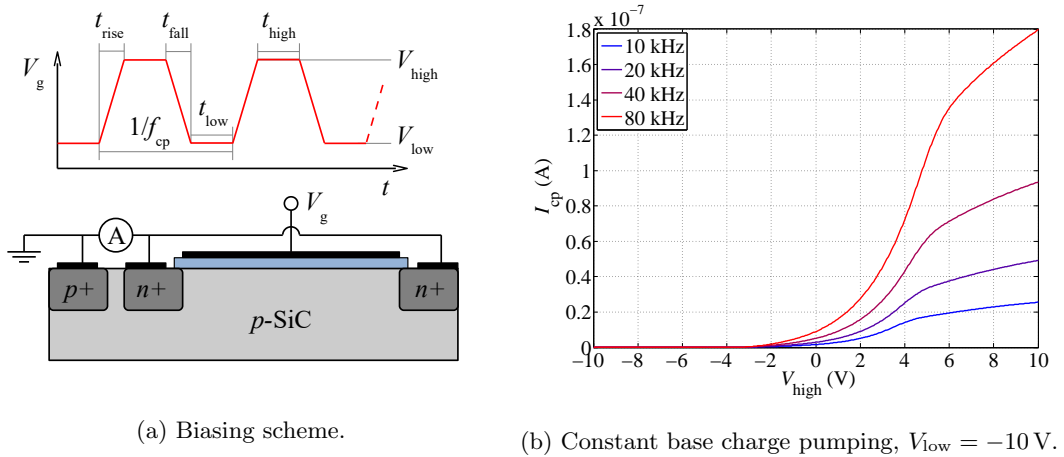 t_rise t_fall t_high
V_g
V_high
t_low
1/f_cp
V_low
t
V_g
A
p+ n+ n+
p-SiC
(a) Biasing scheme.
x 10^−7
1.8
1.6
1.4
1.2
1
0.8
0.6
0.4
0.2
0
I_cp (A)
10 kHz
20 kHz
40 kHz
80 kHz
−10 −8 −6 −4 −2 0 2 4 6 8 10
V_high (V)
(b) Constant base charge pumping, V_low = −10 V.